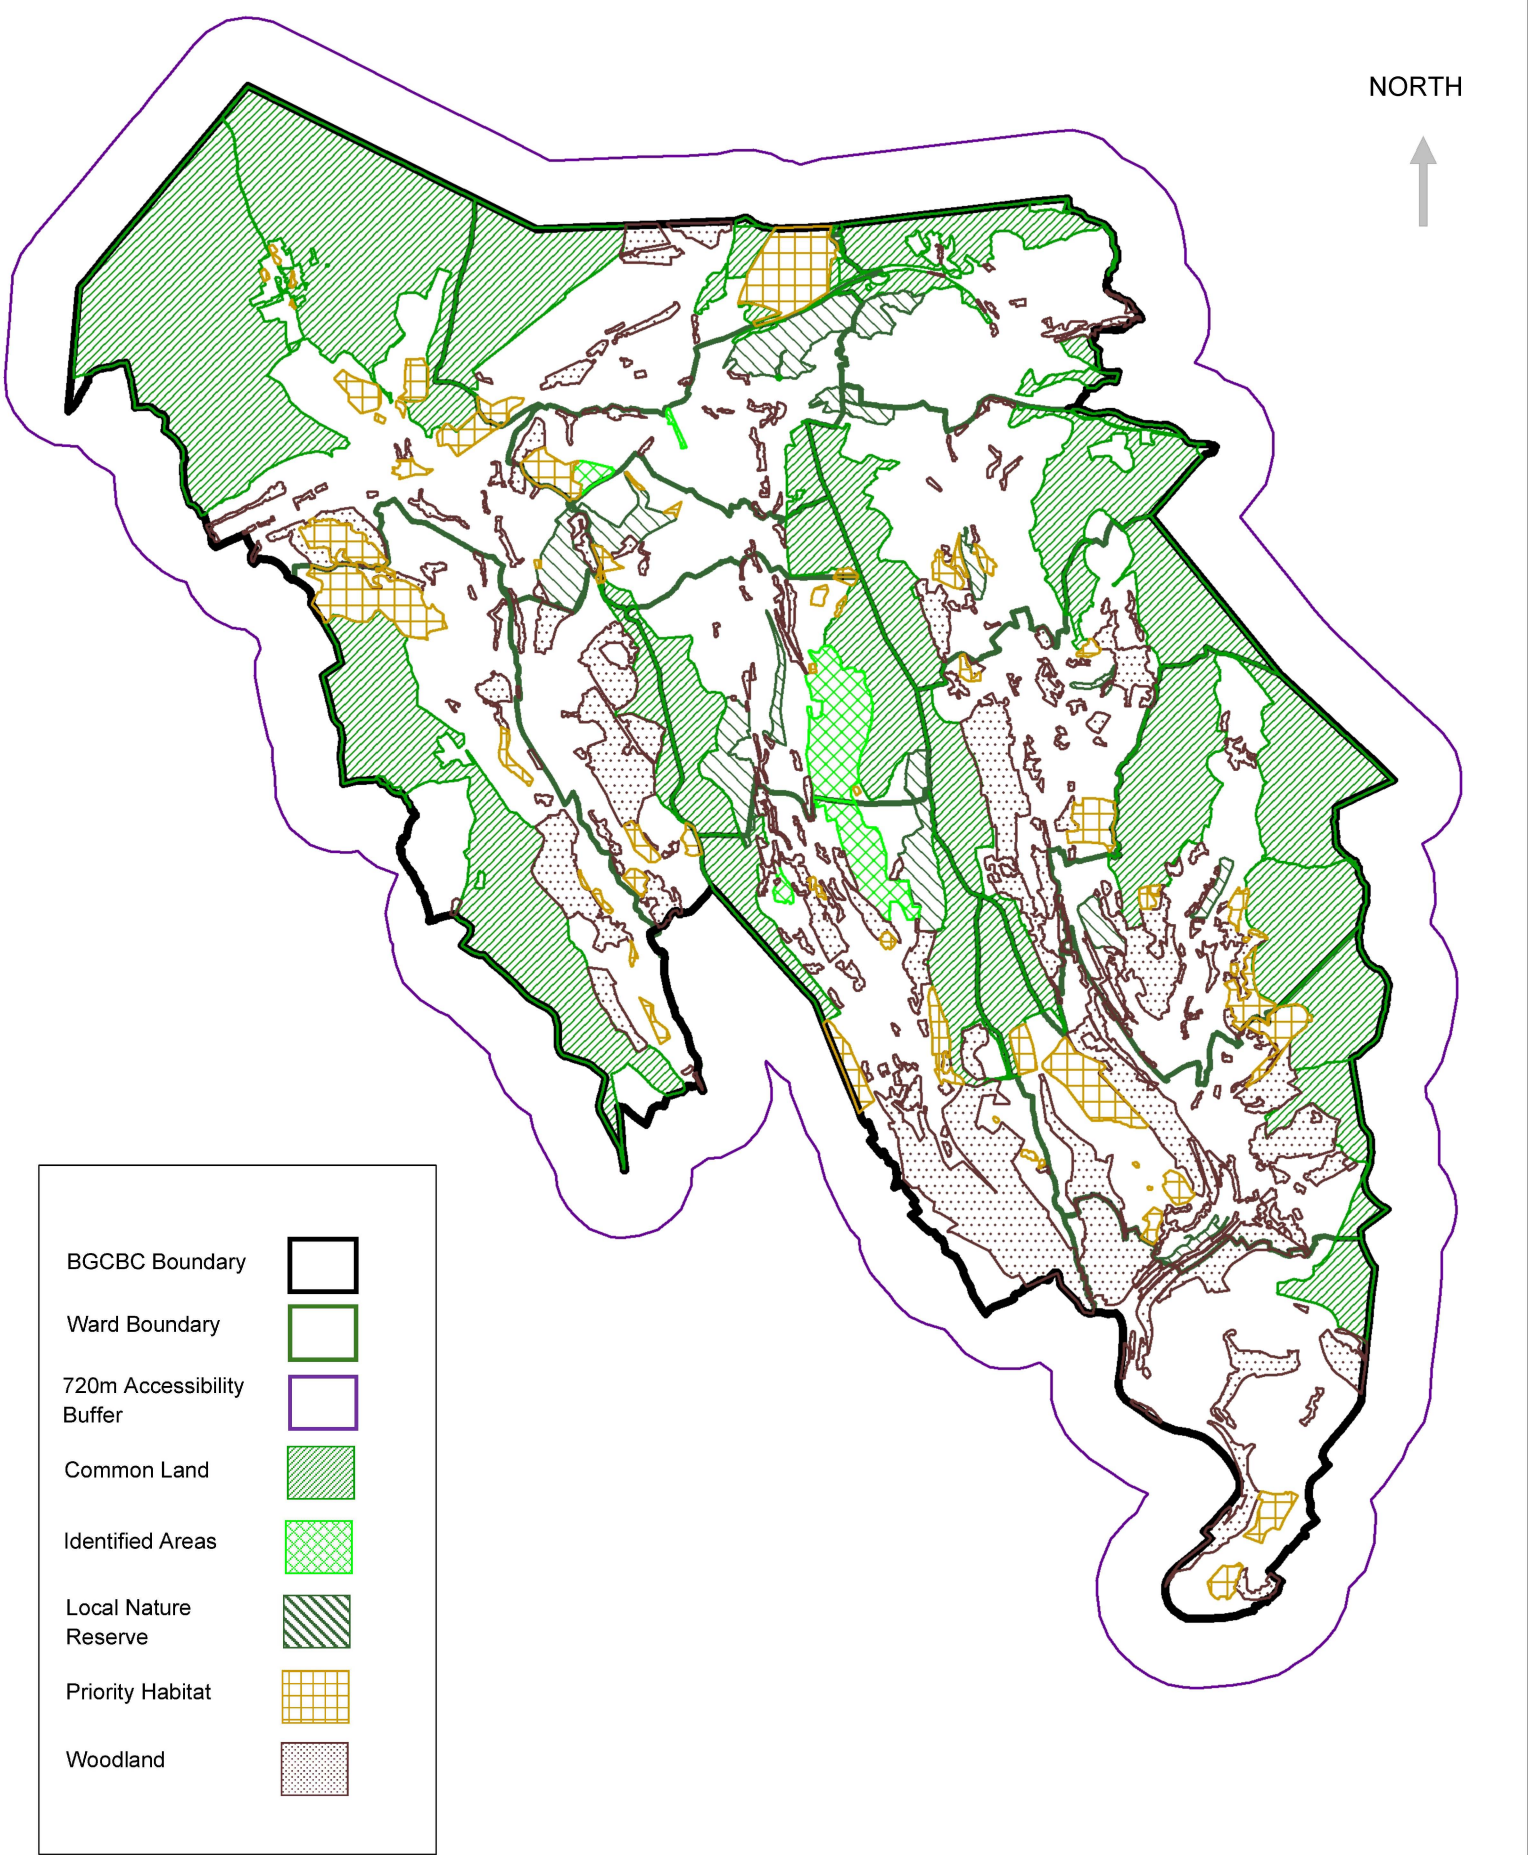 NORTH
BGCBC Boundary
Ward Boundary
720m Accessibility
Buffer
Common Land
Identified Areas
Local Nature
Reserve
Priority Habitat
Woodland